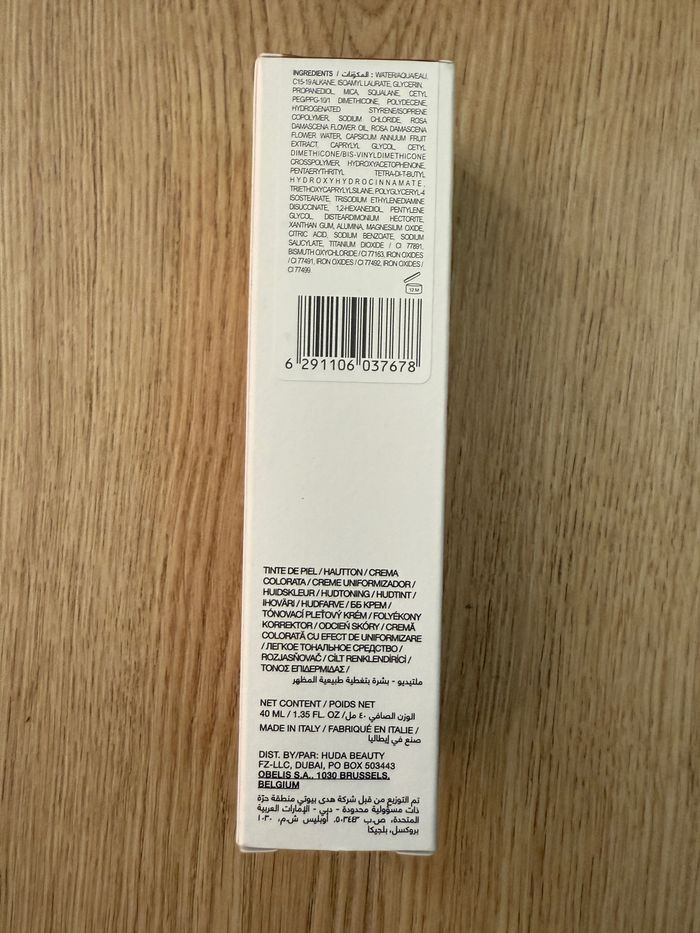 INGREDIENTS / المكونات : WATER/AQUA/EAU,
C15-19 ALKANE, ISOAMYL LAURATE, GLYCERIN,
PROPANEDIOL, MICA, SQUALANE, CETYL
PEG/PPG-10/1 DIMETHICONE, POLYDECENE,
HYDROGENATED STYRENE/ISOPRENE
COPOLYMER, SODIUM CHLORIDE, ROSA
DAMASCENA FLOWER OIL, ROSA DAMASCENA
FLOWER WATER, CAPSICUM ANNUUM FRUIT
EXTRACT, CAPRYLYL GLYCOL, CETYL
DIMETHICONE/BIS-VINYLDIMETHICONE
CROSSPOLYMER, HYDROXYACETOPHENONE,
PENTAERYTHRITYL TETRA-DI-T-BUTYL
HYDROXYHYDROCINNAMATE,
TRIETHOXYCAPRYLYLSILANE, POLYGLYCERYL-4
ISOSTEARATE, TRISODIUM ETHYLENEDIAMINE
DISUCCINATE, 1,2-HEXANEDIOL, PENTYLENE
GLYCOL, DISTEARDIMONIUM HECTORITE,
XANTHAN GUM, ALUMINA, MAGNESIUM OXIDE,
CITRIC ACID, SODIUM BENZOATE, SODIUM
SALICYLATE, TITANIUM DIOXIDE / CI 77891,
BISMUTH OXYCHLORIDE / CI 77163, IRON OXIDES
/ CI 77491, IRON OXIDES / CI 77492, IRON OXIDES /
CI 77499.
12 M
6 291106 037678
TINTE DE PIEL / HAUTTON / CREMA
COLORATA / CREME UNIFORMIZADOR /
HUIDSKLEUR / HUDTONING / HUDTINT /
IHOVÄRI / HUDFARVE / ББ КРЕМ /
TÓNOVACÍ PLEŤOVÝ KRÉM / FOLYÉKONY
KORREKTOR / ODCIEŃ SKÓRY / CREMĂ
COLORATĂ CU EFECT DE UNIFORMIZARE
/ ЛЕГКОЕ ТОНАЛЬНОЕ СРЕДСТВО /
ROZJASŇOVAČ / CİLT RENKLENDİRİCİ /
ΤΟΝΟΣ ΕΠΙΔΕΡΜΙΔΑΣ /
ملتيديو - بشرة بتغطية طبيعية المظهر
NET CONTENT / POIDS NET
40 ML / 1.35 FL. OZ / الوزن الصافي ٤٠ مل
MADE IN ITALY / FABRIQUÉ EN ITALIE /
صنع في إيطاليا
DIST. BY/PAR: HUDA BEAUTY
FZ-LLC, DUBAI, PO BOX 503443
OBELIS S.A., 1030 BRUSSELS,
BELGIUM
تم التوزيع من قبل شركة هدى بيوتي منطقة حرّة
ذات مسؤولية محدودة - دبي - الإمارات العربية
المتحدة، ص.ب ٥٠٣٤٤٣. أوبليس ش.م.، ١٠٣٠
بروكسل، بلجيكا